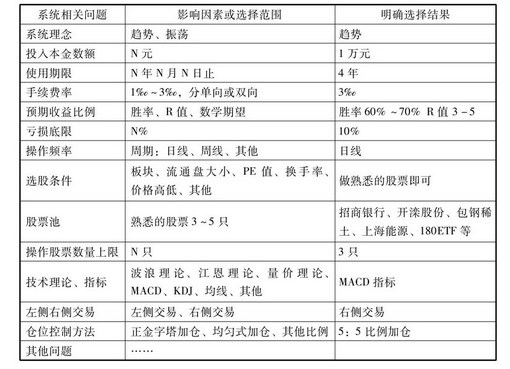 系统相关问题 影响因素或选择范围 明确选择结果
系统理念 趋势、振荡 趋势
投入本金数额 N 元 1 万元
使用期限 N 年 N 月 N 日止 4 年
手续费率 1‰~3‰，分单向或双向 3‰
预期收益比例 胜率、R 值、数学期望 胜率 60% ~70% R 值 3-5
亏损底限 N% 10%
操作频率 周期：日线、周线、其他 日线
选股条件 板块、流通盘大小、PE 值、换手率、
价格高低、其他 做熟悉的股票即可
股票池 熟悉的股票 3~5 只 招商银行、开滦股份、包钢稀
土、上海能源、180ETF 等
操作股票数量上限 N 只 3 只
技术理论、指标 波浪理论、江恩理论、量价理论、
MACD、KDJ、均线、其他 MACD 指标
左侧右侧交易 左侧交易、右侧交易 右侧交易
仓位控制方法 正金字塔加仓、均匀式加仓、其他比例 5：5 比例加仓
其他问题 ……